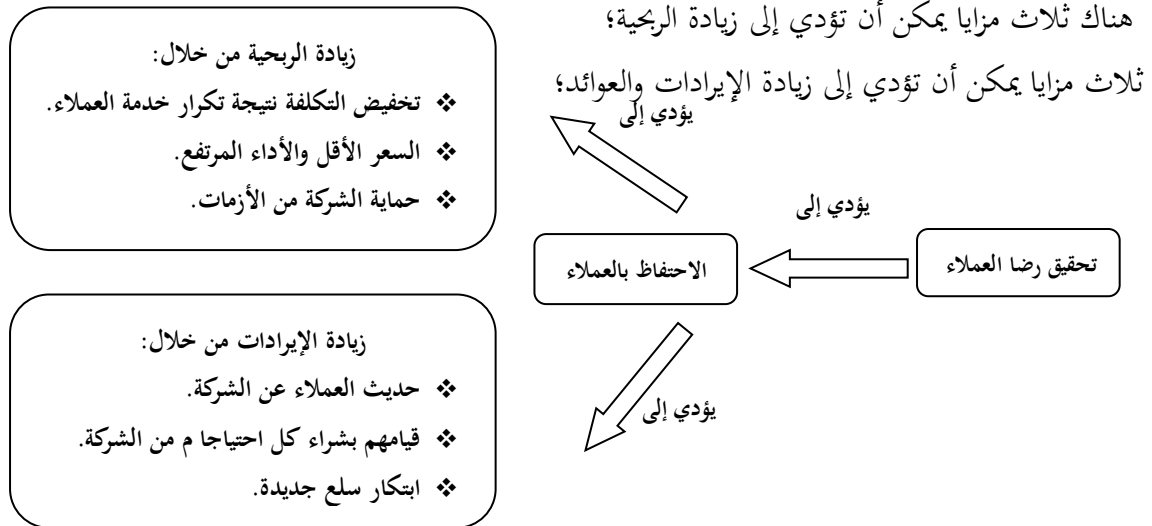 هناك ثلاث مزايا يمكن أن تؤدي إلى زيادة الربحية؛
ثلاث مزايا يمكن أن تؤدي إلى زيادة الإيرادات والعوائد؛
تحقيق رضا العملاء
يؤدي إلى
الاحتفاظ بالعملاء
يؤدي إلى
زيادة الربحية من خلال:
❖ تخفيض التكلفة نتيجة تكرار خدمة العملاء.
❖ السعر الأقل والأداء المرتفع.
❖ حماية الشركة من الأزمات.
يؤدي إلى
زيادة الإيرادات من خلال:
❖ حديث العملاء عن الشركة.
❖ قيامهم بشراء كل احتياجا م من الشركة.
❖ ابتكار سلع جديدة.